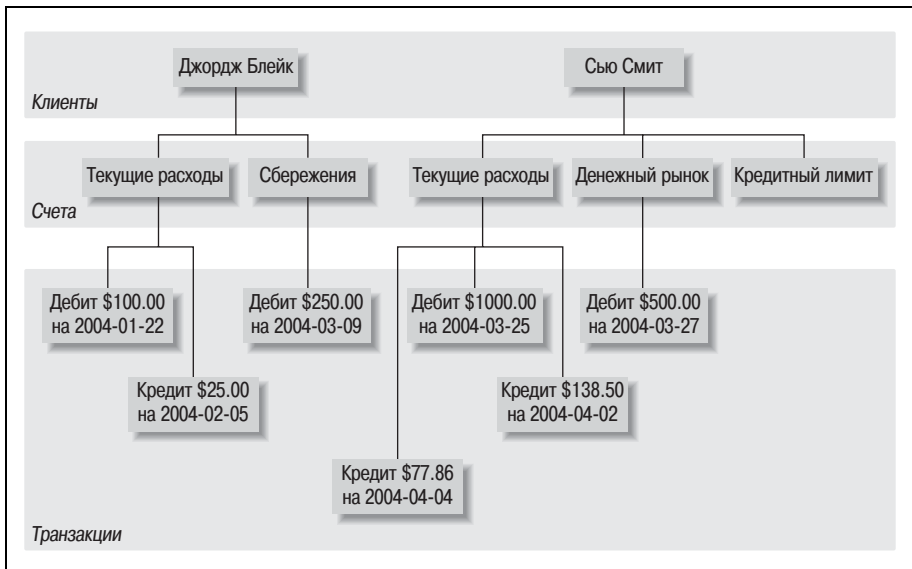 Джордж Блейк
Сью Смит
Клиенты
Текущие расходы
Сбережения
Текущие расходы
Денежный рынок
Кредитный лимит
Счета
Дебит $100.00
на 2004-01-22
Дебит $250.00
на 2004-03-09
Дебит $1000.00
на 2004-03-25
Дебит $500.00
на 2004-03-27
Кредит $25.00
на 2004-02-05
Кредит $138.50
на 2004-04-02
Кредит $77.86
на 2004-04-04
Транзакции